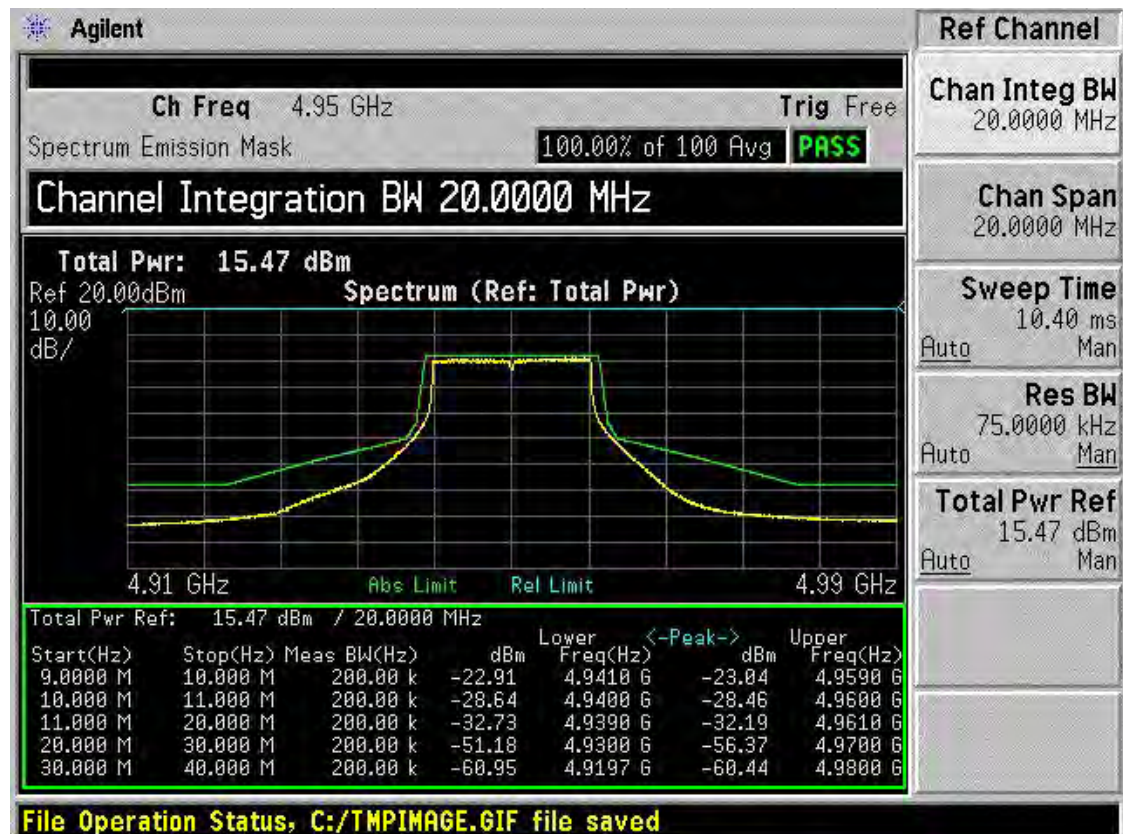 Agilent
Ref Channel
Ch Freq 4.95 GHz Trig Free
Spectrum Emission Mask 100.00% of 100 Avg PASS
Channel Integration BW 20.0000 MHz
Total Pwr: 15.47 dBm
Ref 20.00dBm Spectrum (Ref: Total Pwr)
10.00
dB/
4.91 GHz Abs Limit Rel Limit 4.99 GHz
Total Pwr Ref: 15.47 dBm / 20.0000 MHz
Lower <-Peak-> Upper
Start(Hz) Stop(Hz) Meas BW(Hz) dBm Freq(Hz) dBm Freq(Hz)
9.0000 M 10.000 M 200.00 k -22.91 4.9410 G -23.04 4.9590 G
10.000 M 11.000 M 200.00 k -28.64 4.9400 G -28.46 4.9600 G
11.000 M 20.000 M 200.00 k -32.73 4.9390 G -32.19 4.9610 G
20.000 M 30.000 M 200.00 k -51.18 4.9300 G -56.37 4.9700 G
30.000 M 40.000 M 200.00 k -60.95 4.9197 G -60.44 4.9800 G
File Operation Status, C:/TMPIMAGE.GIF file saved
Chan Integ BW
20.0000 MHz
Chan Span
20.0000 MHz
Sweep Time
10.40 ms
Auto Man
Res BW
75.0000 kHz
Auto Man
Total Pwr Ref
15.47 dBm
Auto Man